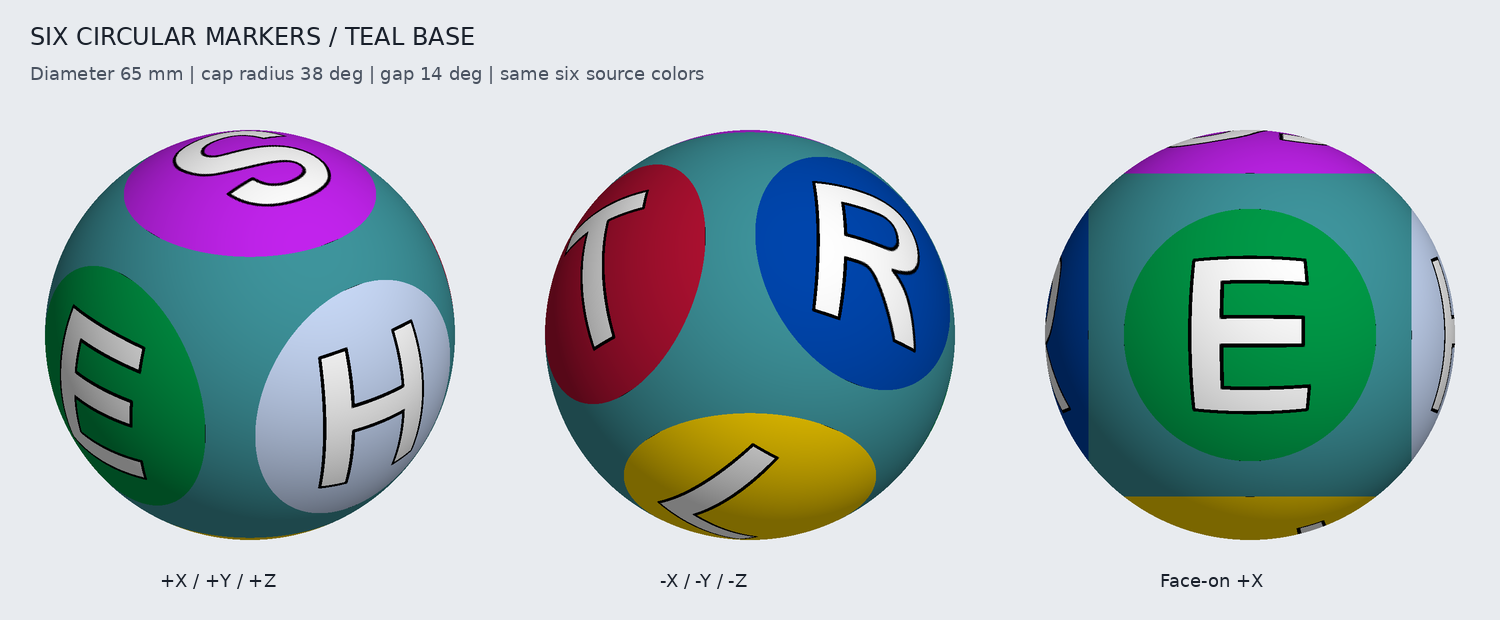 SIX CIRCULAR MARKERS / TEAL BASE
Diameter 65 mm | cap radius 38 deg | gap 14 deg | same six source colors
S
E H
T R
L
E
+X / +Y / +Z
-X / -Y / -Z
Face-on +X